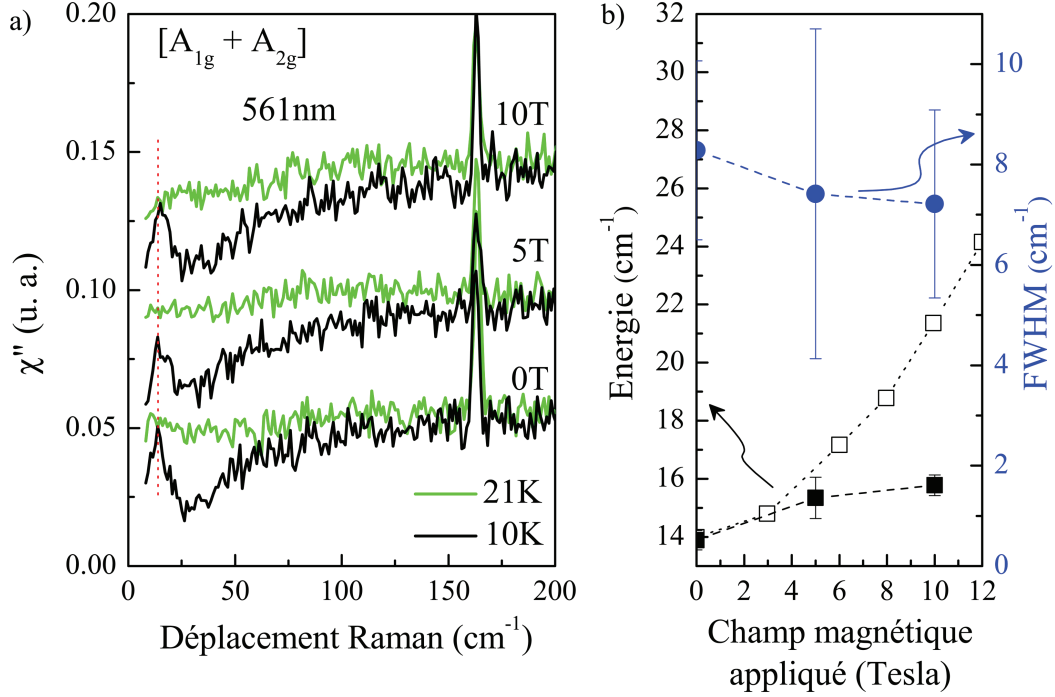 a)
[A1g + A2g]
561nm
10T
5T
0T
21K
10K
0.20
0.15
0.10
0.05
0.00
0
50
100
150
200
χ'' (u. a.)
Déplacement Raman (cm-1)
b)
32
30
28
26
24
22
20
18
16
14
Energie (cm-1)
10
8
6
4
2
0
FWHM (cm-1)
0
2
4
6
8
10
12
Champ magnétique
appliqué (Tesla)